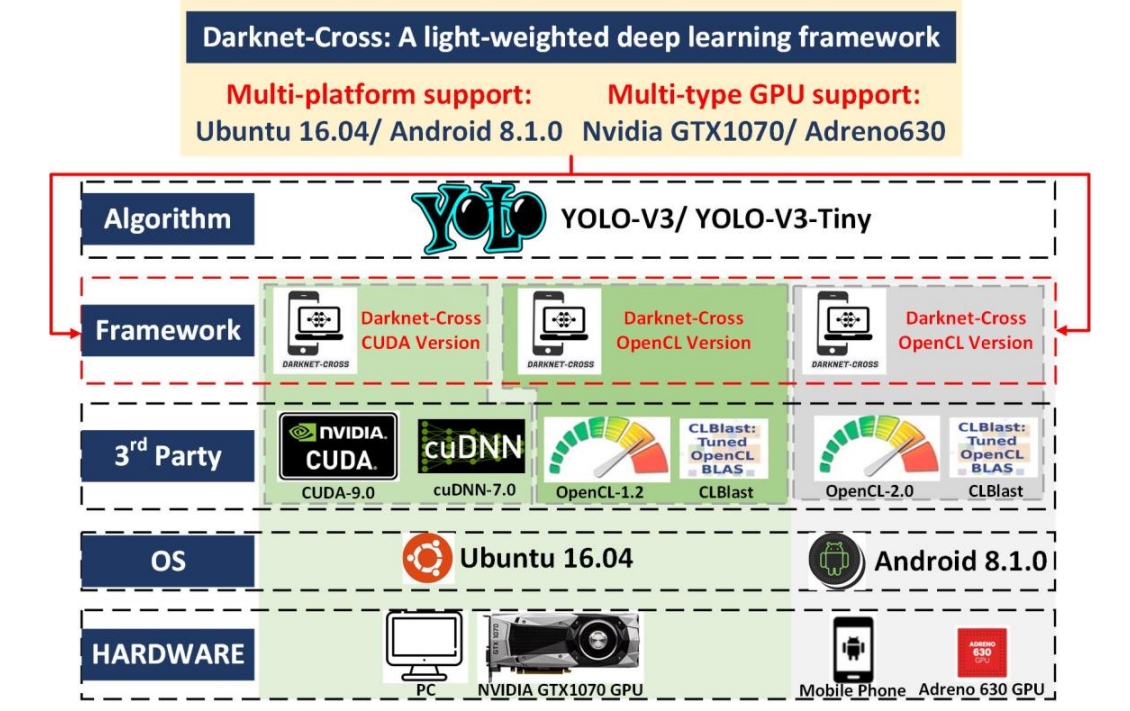 Darknet-Cross: A light-weighted deep learning framework
Multi-platform support: Multi-type GPU support:
Ubuntu 16.04/ Android 8.1.0 Nvidia GTX1070/ Adreno630
Algorithm
YOLO
YOLO-V3/ YOLO-V3-Tiny
Framework
DARKNET-CROSS
Darknet-Cross
CUDA Version
DARKNET-CROSS
Darknet-Cross
OpenCL Version
DARKNET-CROSS
Darknet-Cross
OpenCL Version
3rd Party
NVIDIA.
CUDA.
CUDA-9.0
cuDNN
cuDNN-7.0
OpenCL-1.2
CLBlast:
Tuned
OpenCL
BLAS
CLBlast
OpenCL-2.0
CLBlast:
Tuned
OpenCL
BLAS
CLBlast
OS
Ubuntu 16.04
Android 8.1.0
HARDWARE
PC
GTX 1070
NVIDIA GTX1070 GPU
Mobile Phone
ADRENO
630
GPU
Adreno 630 GPU